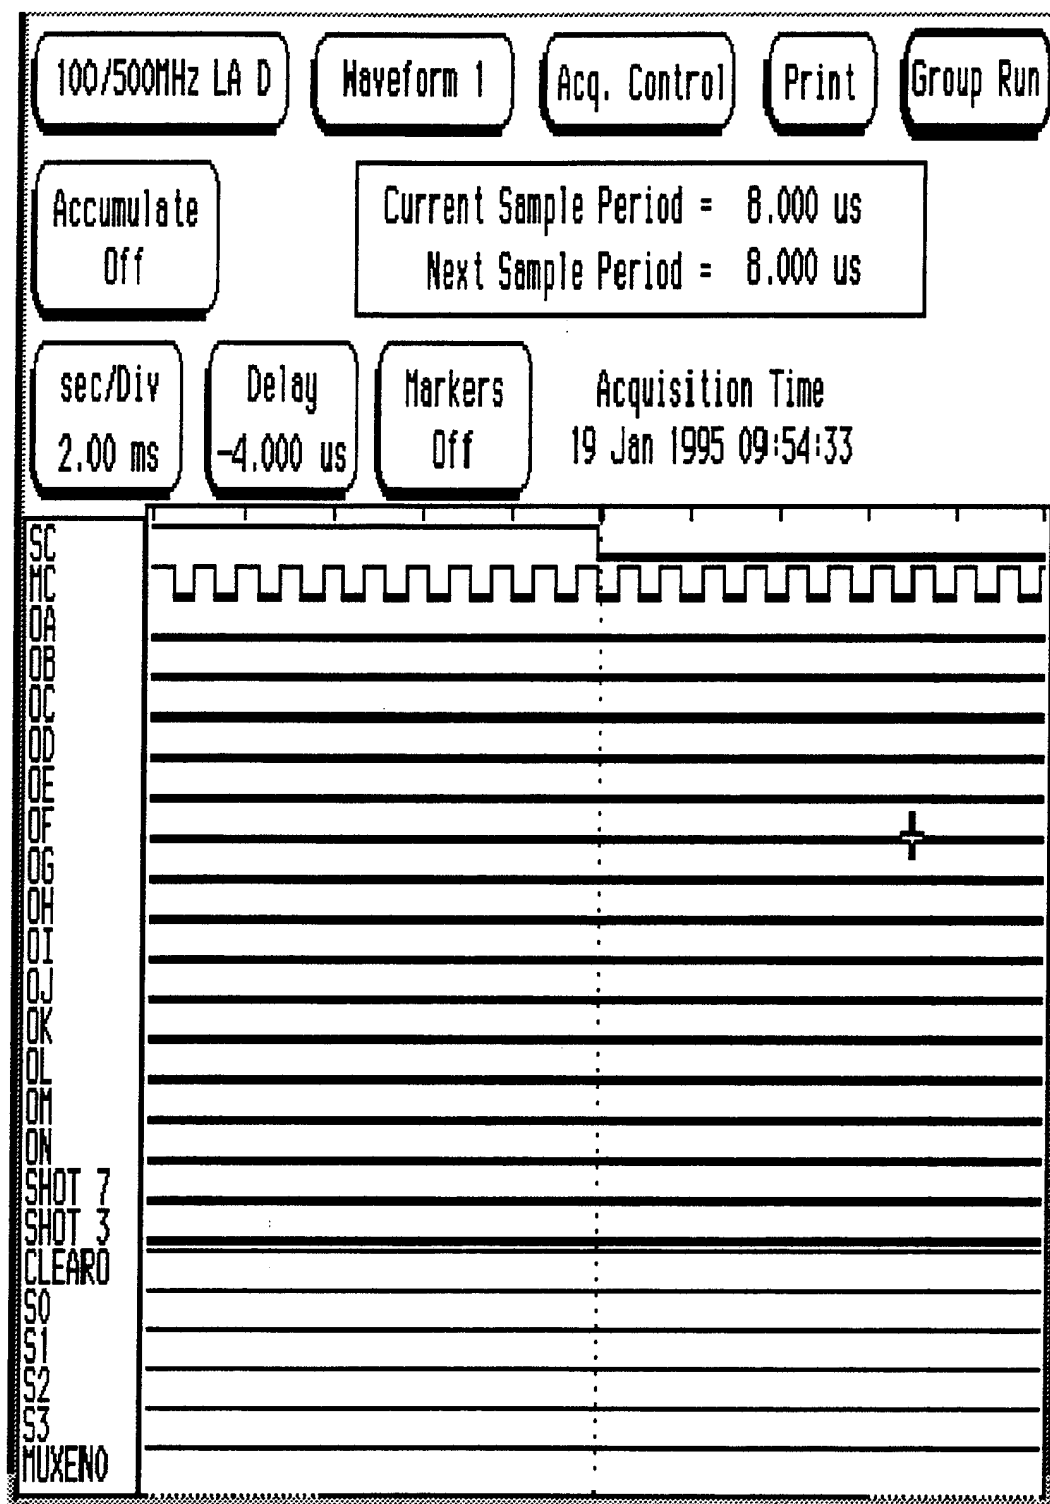 100/500MHz LA D
Waveform 1
Acq. Control
Print
Group Run
Accumulate
Off
Current Sample Period = 8.000 us
Next Sample Period = 8.000 us
sec/Div
2.00 ms
Delay
-4.000 us
Markers
Off
Acquisition Time
19 Jan 1995 09:54:33
SC
MC
OA
OB
OC
OD
OE
OF
OG
OH
OI
OJ
OK
OL
OM
ON
SHOT 7
SHOT 3
CLEARO
S0
S1
S2
S3
MUXENO